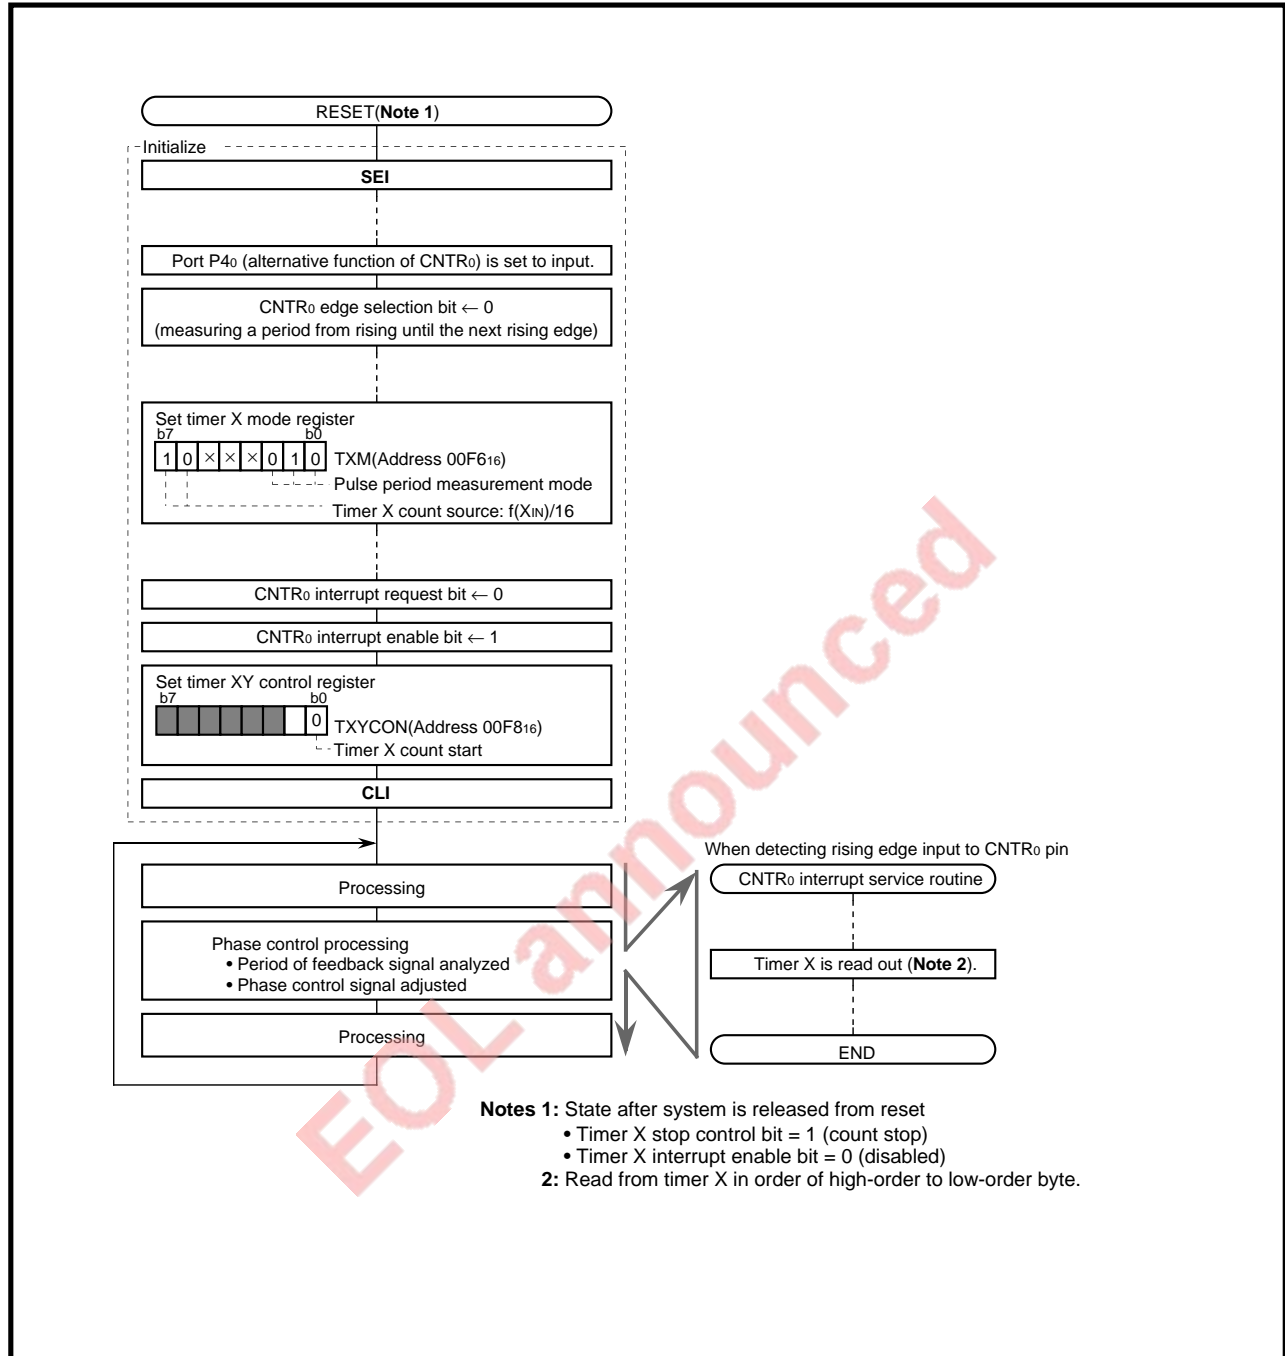 RESET(Note 1)
Initialize
SEI
Port P40 (alternative function of CNTR0) is set to input.
CNTR0 edge selection bit ← 0
(measuring a period from rising until the next rising edge)
Set timer X mode register
b7 b0
1 0 × × × 0 1 0 TXM(Address 00F616)
Pulse period measurement mode
Timer X count source: f(XIN)/16
CNTR0 interrupt request bit ← 0
CNTR0 interrupt enable bit ← 1
Set timer XY control register
b7 b0
0 TXYCON(Address 00F816)
Timer X count start
CLI
When detecting rising edge input to CNTR0 pin
Processing
CNTR0 interrupt service routine
Phase control processing
• Period of feedback signal analyzed
• Phase control signal adjusted
Timer X is read out (Note 2).
Processing
END
Notes 1: State after system is released from reset
• Timer X stop control bit = 1 (count stop)
• Timer X interrupt enable bit = 0 (disabled)
2: Read from timer X in order of high-order to low-order byte.
EOL announced